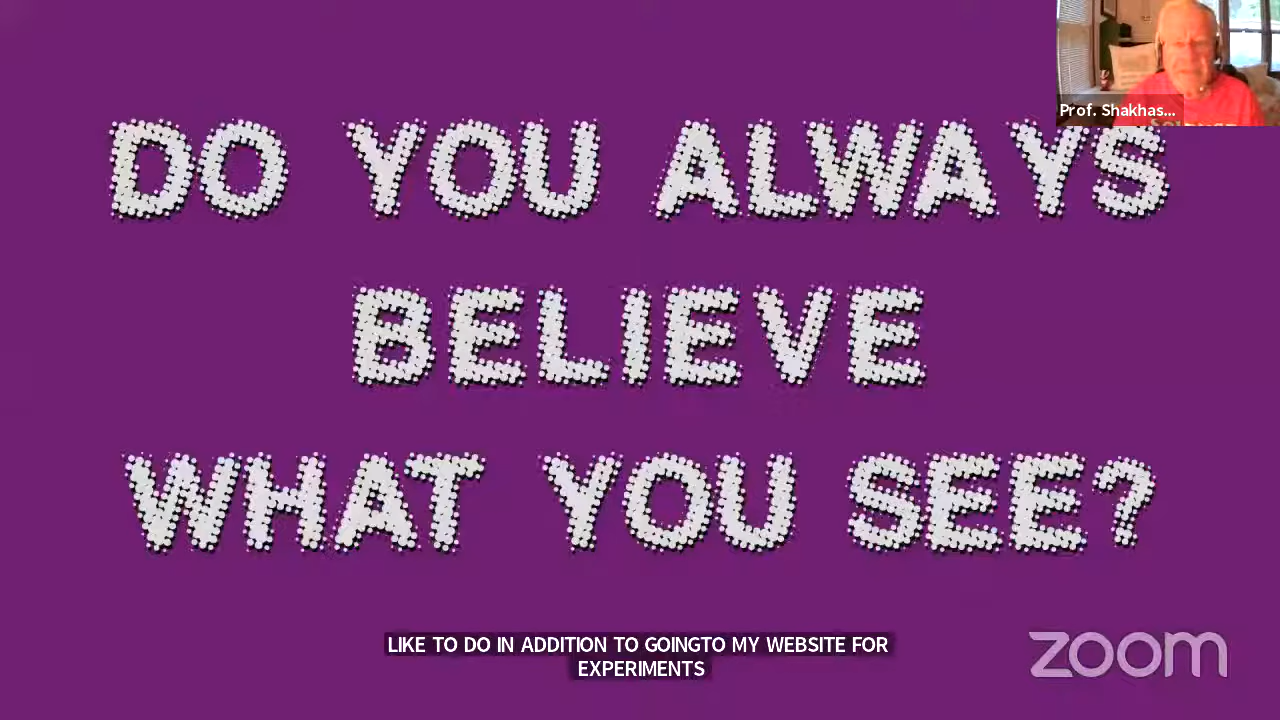 Prof. Shakhas...
DO YOU ALWAYS
BELIEVE
WHAT YOU SEE?
LIKE TO DO IN ADDITION TO GOINGTO MY WEBSITE FOR
EXPERIMENTS
zoom